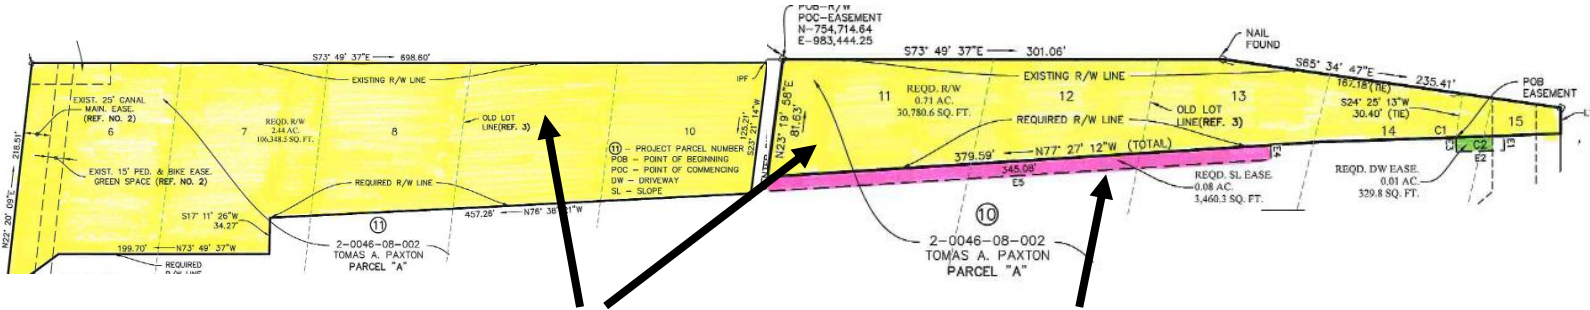 POB-R/W
POC-EASEMENT
N-754,714.64
E-983,444.25
S73° 49' 37"E
698.60'
EXISTING R/W LINE
IPF
EXIST. 25' CANAL
MAIN. EASE.
(REF. NO. 2)
6
7
REQD. R/W
2.44 AC.
106,348.5 SQ. FT.
8
OLD LOT
LINE(REF. 3)
10
125.21'
S23° 21' 14"W
218.51'
N22° 20' 09"E
EXIST. 15' PED. & BIKE EASE.
GREEN SPACE (REF. NO. 2)
11 – PROJECT PARCEL NUMBER
POB – POINT OF BEGINNING
POC – POINT OF COMMENCING
DW – DRIVEWAY
SL – SLOPE
REQUIRED R/W LINE
S17° 11' 26"W
34.27'
11
457.26'
2-0046-08-002
TOMAS A. PAXTON
PARCEL "A"
199.70'
N73° 49' 37"W
REQUIRED
S73° 49' 37"E
301.06'
NAIL
FOUND
EXISTING R/W LINE
S65° 34' 47"E
235.41'
167.18'(TIE)
POB
EASEMENT
N23° 19' 58"E
81.63'
11
REQD. R/W
0.71 AC.
30,780.6 SQ. FT.
12
13
OLD LOT
LINE(REF. 3)
S24° 25' 13"W
30.40' (TIE)
REQUIRED R/W LINE
14
15
C1
C2
E1
E2
E3
E4
379.59'
N77° 27' 12"W (TOTAL)
345.08'
E5
REQD. SL EASE.
0.08 AC.
3,460.3 SQ. FT.
REQD. DW EASE.
0.01 AC.
329.8 SQ. FT.
10
2-0046-08-002
TOMAS A. PAXTON
PARCEL "A"